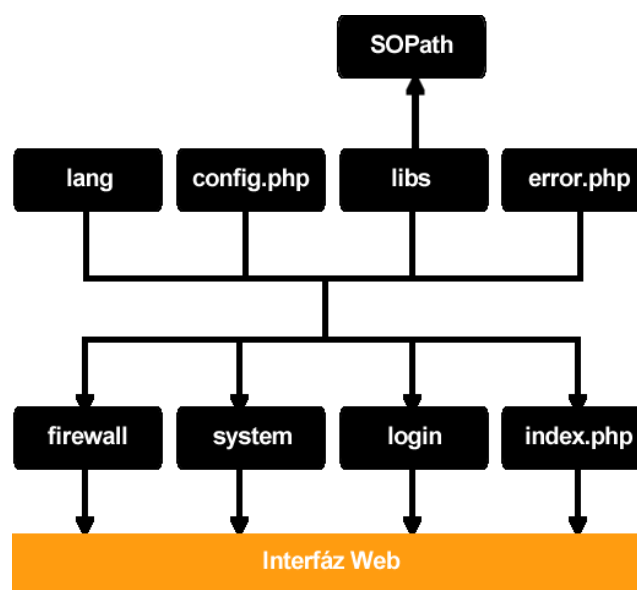 SOPath
lang
config.php
libs
error.php
firewall
system
login
index.php
Interfáz Web